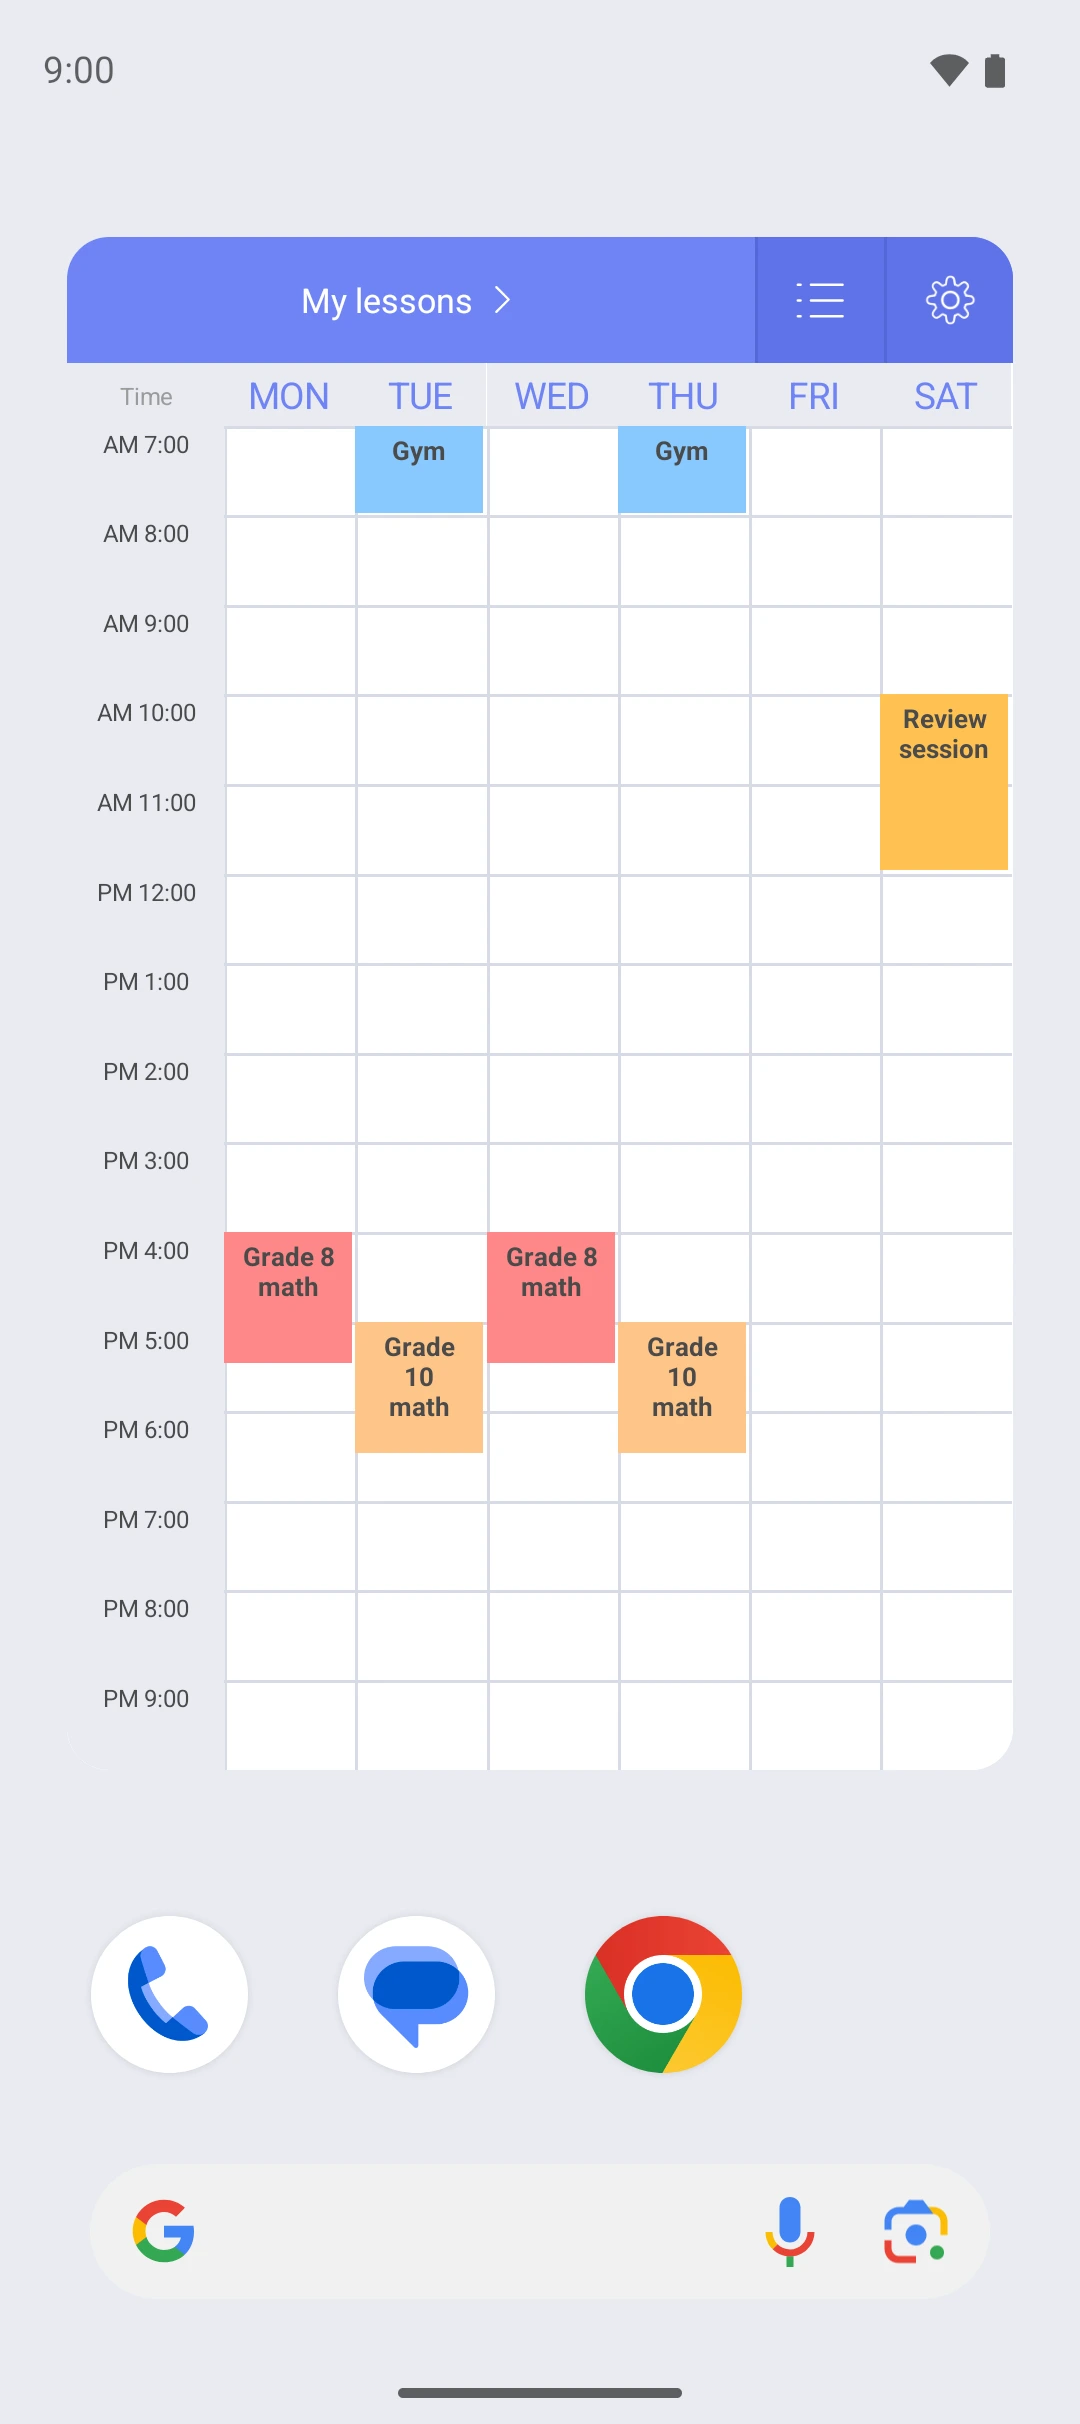 9:00
My lessons
Time MON TUE WED THU FRI SAT
AM 7:00
Gym
Gym
AM 8:00
AM 9:00
AM 10:00
Review
session
AM 11:00
PM 12:00
PM 1:00
PM 2:00
PM 3:00
PM 4:00
Grade 8
math
Grade 8
math
PM 5:00
Grade
10
math
Grade
10
math
PM 6:00
PM 7:00
PM 8:00
PM 9:00